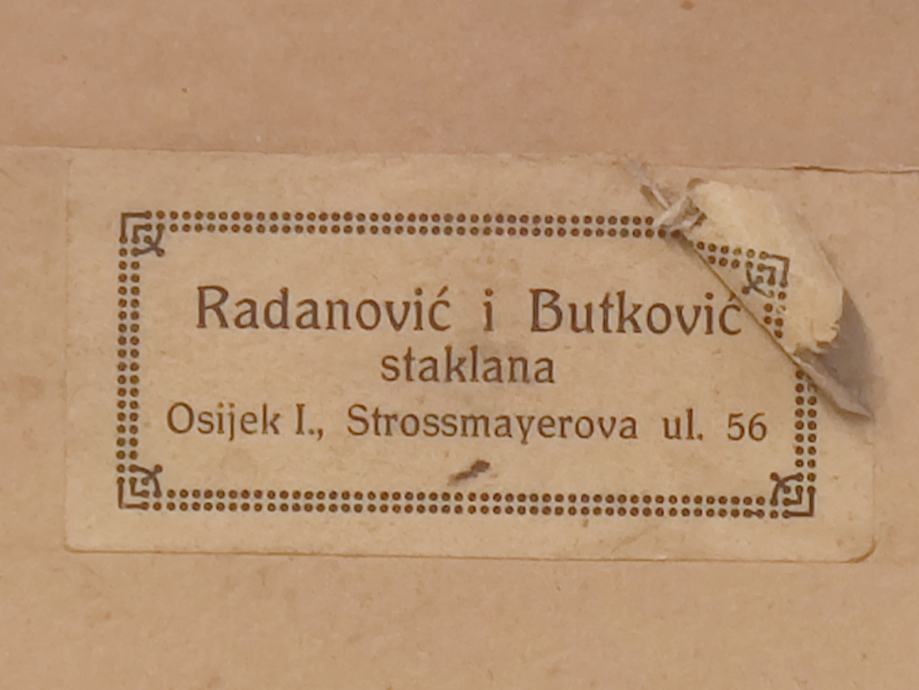 Radanović i Butković
staklana
Osijek I., Strossmayerova ul. 56